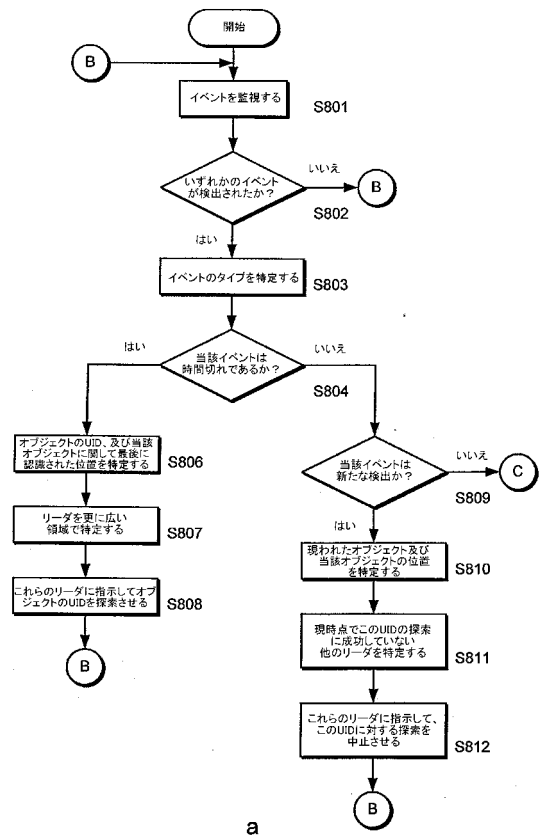 開始
B
イベントを監視する
S801
いずれかのイベント
が検出されたか？
いいえ
B
S802
はい
イベントのタイプを特定する
S803
当該イベントは
時間切れであるか？
はい
いいえ
S804
オブジェクトのUID、及び当該
オブジェクトに関して最後に
認識された位置を特定する
S806
リーダを更に広い
領域で特定する
S807
これらのリーダに指示してオブ
ジェクトのUIDを探索させる
S808
B
当該イベントは
新たな検出か？
いいえ
C
S809
はい
現われたオブジェクト及び
当該オブジェクトの位置
を特定する
S810
現時点でこのUIDの探索
に成功していない
他のリーダを特定する
S811
これらのリーダに指示して、
このUIDに対する探索を
中止させる
S812
B
a